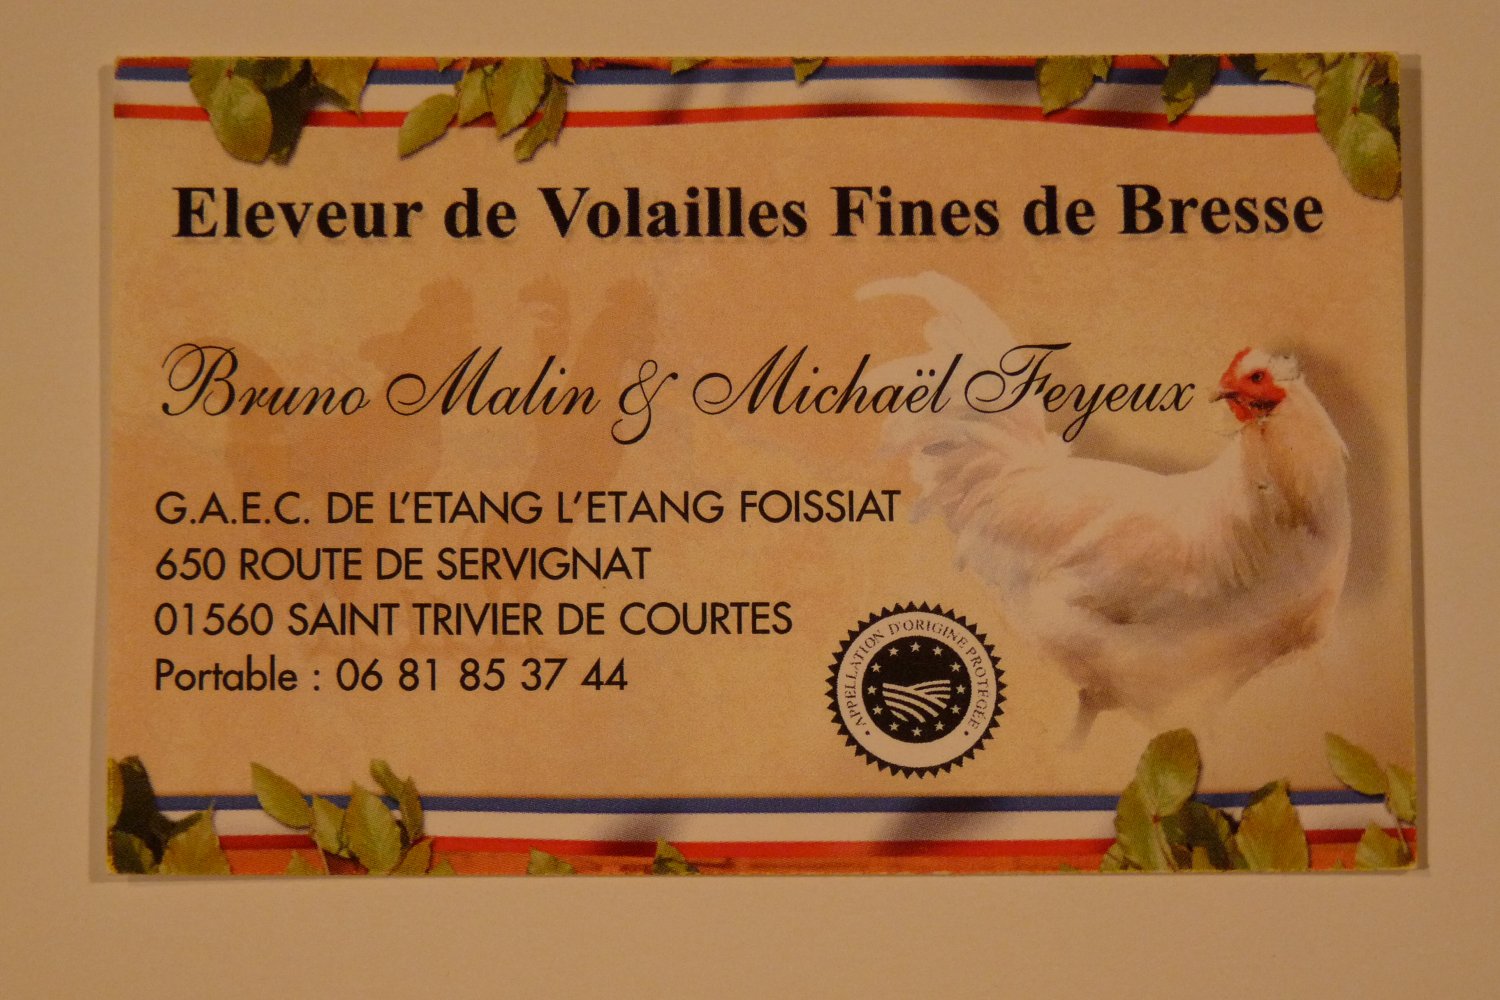 Eleveur de Volailles Fines de Bresse
Bruno Malin & Michaël Feyeux
G.A.E.C. DE L'ETANG L'ETANG FOISSIAT
650 ROUTE DE SERVIGNAT
01560 SAINT TRIVIER DE COURTES
Portable : 06 81 85 37 44
APPELLATION D'ORIGINE PROTÉGÉE